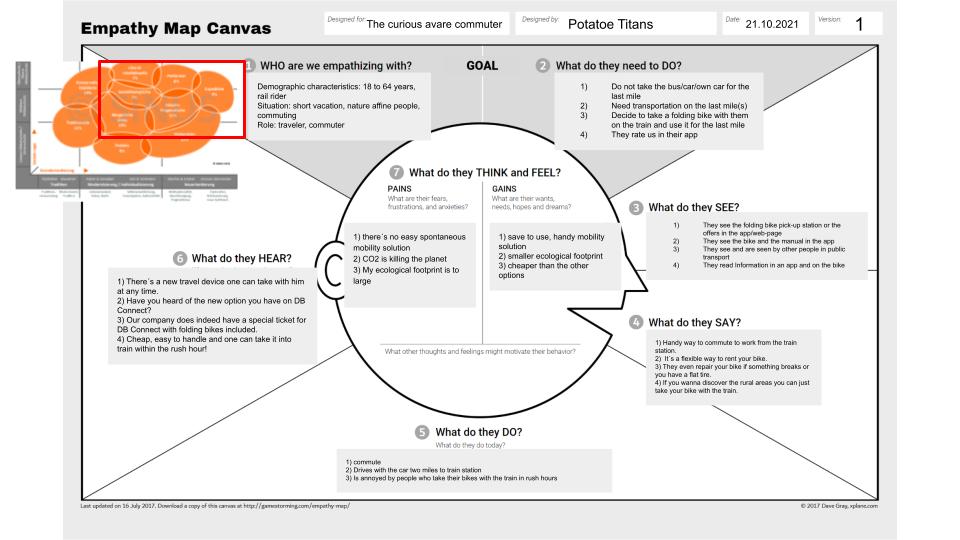 Empathy Map Canvas
Designed for:
The curious avare commuter
Designed by:
Potatoe Titans
Date:
21.10.2021
Version:
1
1 WHO are we empathizing with?
Demographic characteristics: 18 to 64 years,
rail rider
Situation: short vacation, nature affine people,
commuting
Role: traveler, commuter
GOAL
2 What do they need to DO?
1) Do not take the bus/car/own car for the
last mile
2) Need transportation on the last mile(s)
3) Decide to take a folding bike with them
on the train and use it for the last mile
4) They rate us in their app
3 What do they SEE?
1) They see the folding bike pick-up station or the
offers in the app/web-page
2) They see the bike and the manual in the app
3) They see and are seen by other people in public
transport
4) They read Information in an app and on the bike
4 What do they SAY?
1) Handy way to commute to work from the train
station.
2) It´s a flexible way to rent your bike.
3) They even repair your bike if something breaks or
you have a flat tire.
4) If you wanna discover the rural areas you can just
take your bike with the train.
5 What do they DO?
What do they do today?
1) commute
2) Drives with the car two miles to train station
3) Is annoyed by people who take their bikes with the train in rush hours
6 What do they HEAR?
1) There´s a new travel device one can take with him
at any time.
2) Have you heard of the new option you have on DB
Connect?
3) Our company does indeed have a special ticket for
DB Connect with folding bikes included.
4) Cheap, easy to handle and one can take it into
train within the rush hour!
7 What do they THINK and FEEL?
PAINS
What are their fears,
frustrations, and anxieties?
1) there´s no easy spontaneous
mobility solution
2) CO2 is killing the planet
3) My ecological footprint is to
large
GAINS
What are their wants,
needs, hopes and dreams?
1) save to use, handy mobility
solution
2) smaller ecological footprint
3) cheaper than the other
options
What other thoughts and feelings might motivate their behavior?
Last updated on 16 July 2017. Download a copy of this canvas at http://gamestorming.com/empathy-map/
© 2017 Dave Gray, xplane.com